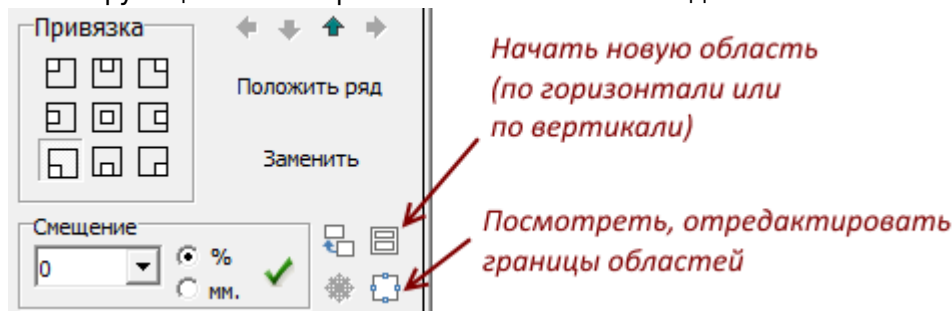 Привязка
Положить ряд
Заменить
Смещение
0
%
мм.
Начать новую область
(по горизонтали или
по вертикали)
Посмотреть, отредактировать
границы областей